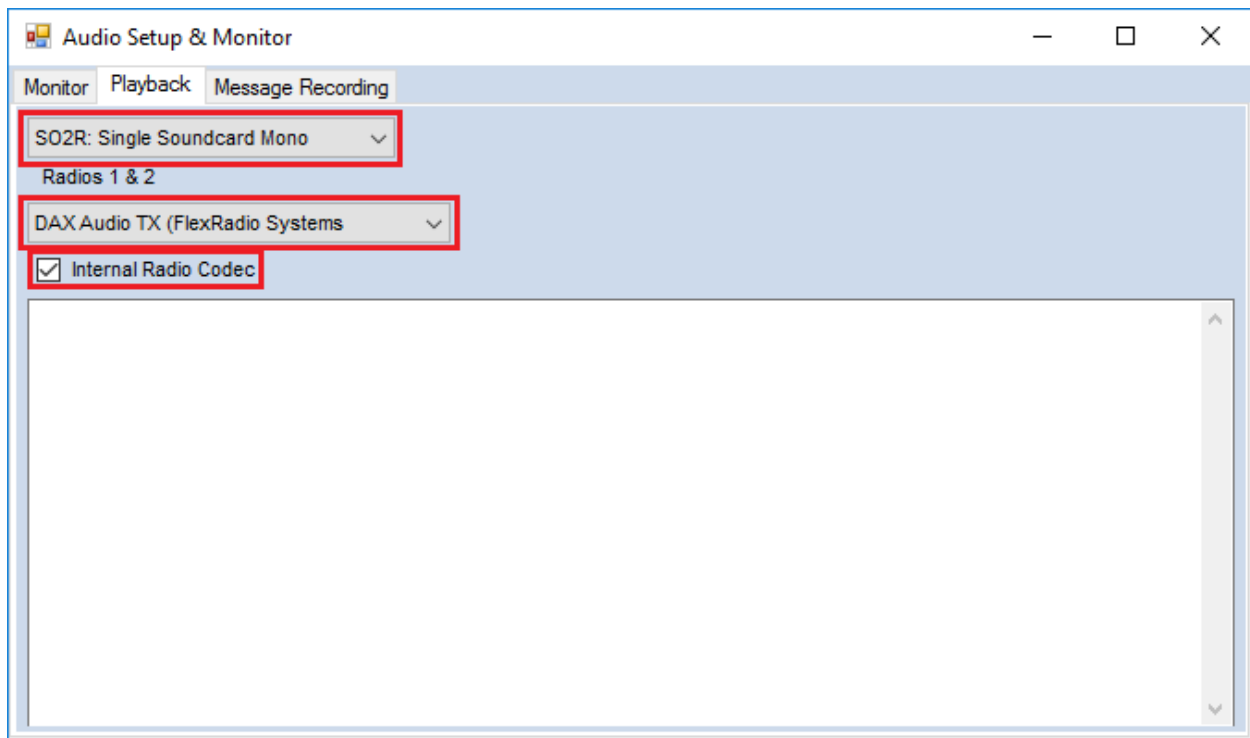 Audio Setup & Monitor
Monitor Playback Message Recording
SO2R: Single Soundcard Mono
Radios 1 & 2
DAX Audio TX (FlexRadio Systems
Internal Radio Codec